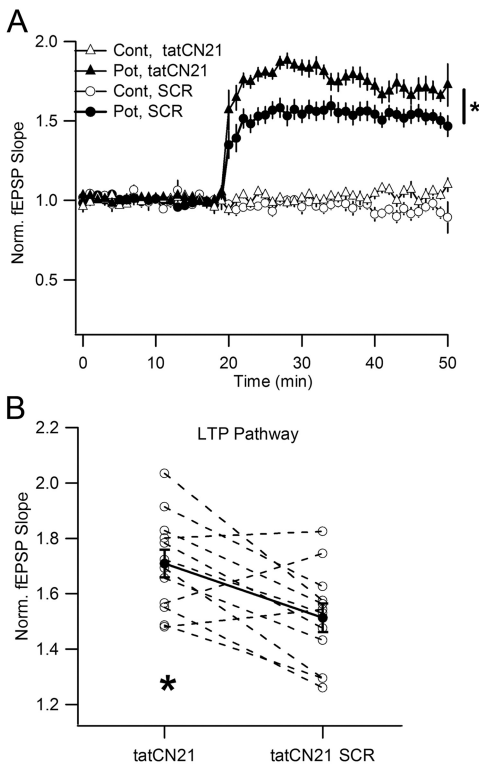 A
2.0
Cont, tatCN21
Pot, tatCN21
Cont, SCR
Pot, SCR
1.5
*
1.0
0.5
Norm. fEPSP Slope
0 10 20 30 40 50
Time (min)
B
2.2
LTP Pathway
2.0
1.8
1.6
1.4
1.2
Norm. fEPSP Slope
*
tatCN21 tatCN21 SCR